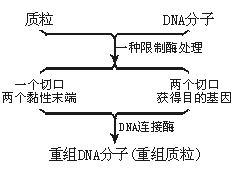 质粒 DNA分子
一种限制酶处理
一个切口 两个切口
两个黏性末端 获得目的基因
DNA连接酶
重组DNA分子(重组质粒)